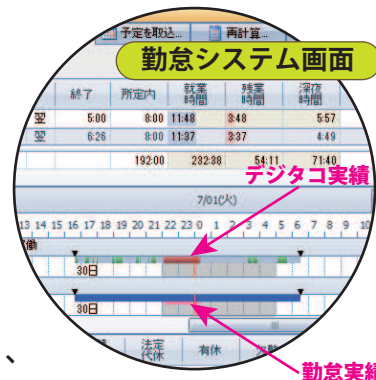 予定を取込... 再計算...
勤怠システム画面
終了 所定内 就業時間 残業時間 深夜時間
翌 5:00 8:00 11:48 3:48 5:57
翌 6:26 8:00 11:37 3:37 4:49
192:00 232:38 54:11 71:40
デジタコ実績
7/01(火)
13 14 15 16 17 18 19 20 21 22 23 0 1 2 3 4 5 6 7 8 9 10
働
30日
30日
法定代休 有休
、 勤怠実績